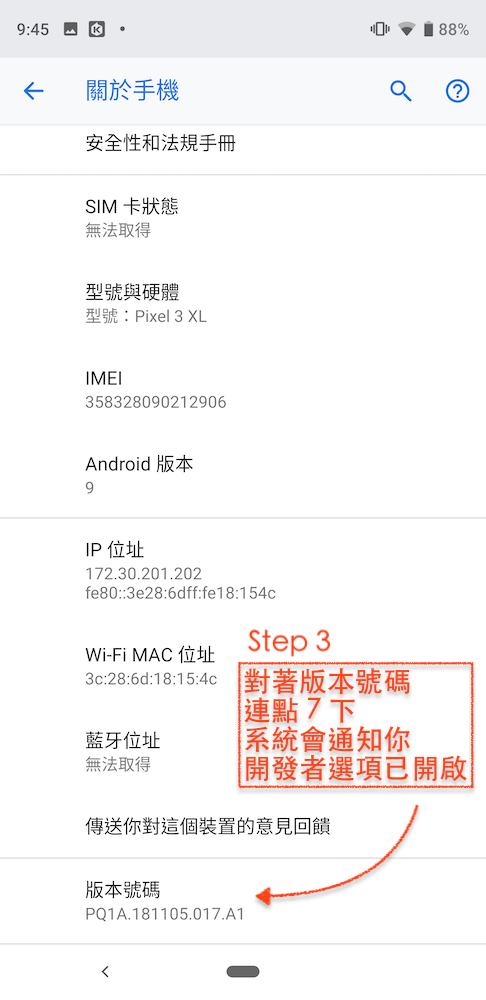 9:45
88%
關於手機
安全性和法規手冊
SIM 卡狀態
無法取得
型號與硬體
型號：Pixel 3 XL
IMEI
358328090212906
Android 版本
9
IP 位址
172.30.201.202
fe80::3e28:6dff:fe18:154c
Wi-Fi MAC 位址
3c:28:6d:18:15:4c
Step 3
對著版本號碼
連點 7 下
系統會通知你
開發者選項已開啟
藍牙位址
無法取得
傳送你對這個裝置的意見回饋
版本號碼
PQ1A.181105.017.A1